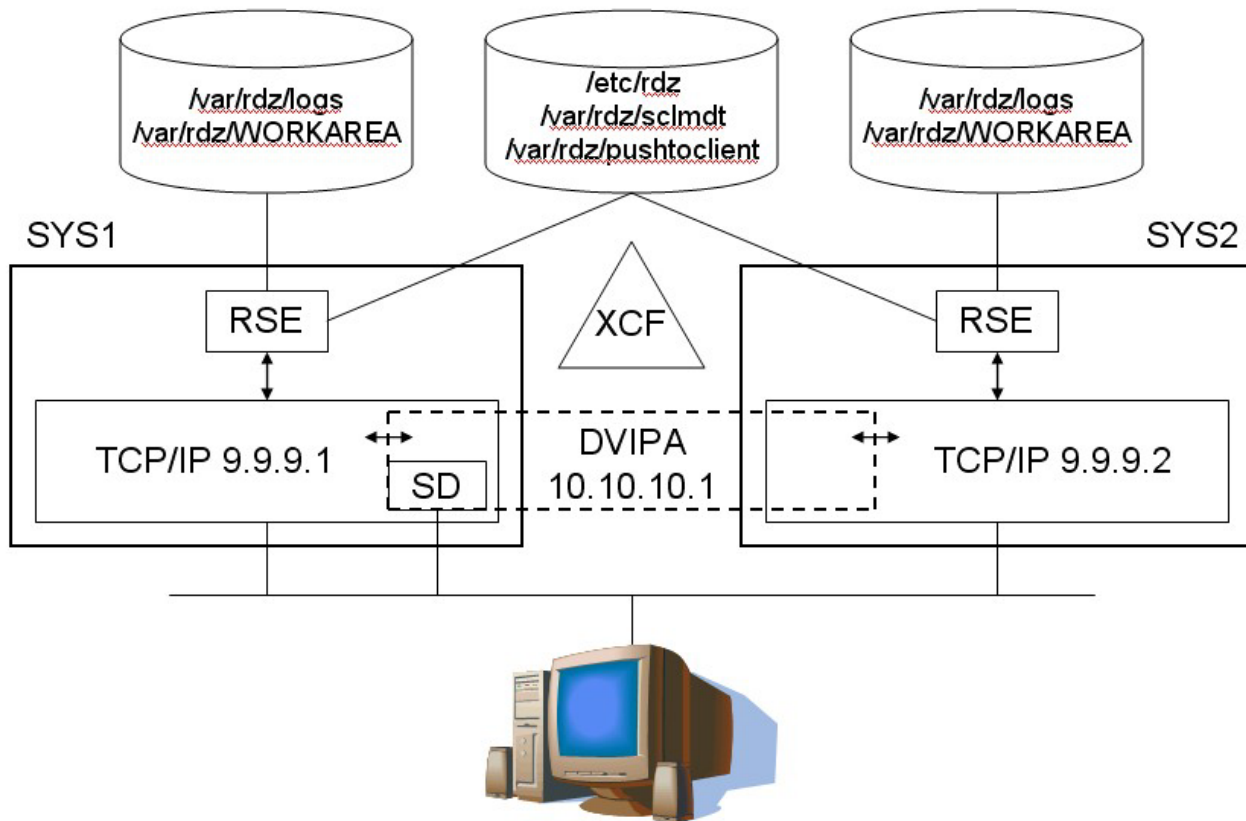 /var/rdz/logs
/var/rdz/WORKAREA
/etc/rdz
/var/rdz/sclmdt
/var/rdz/pushtoclient
/var/rdz/logs
/var/rdz/WORKAREA
SYS1
SYS2
RSE
XCF
RSE
TCP/IP 9.9.9.1
SD
DVIPA
10.10.10.1
TCP/IP 9.9.9.2